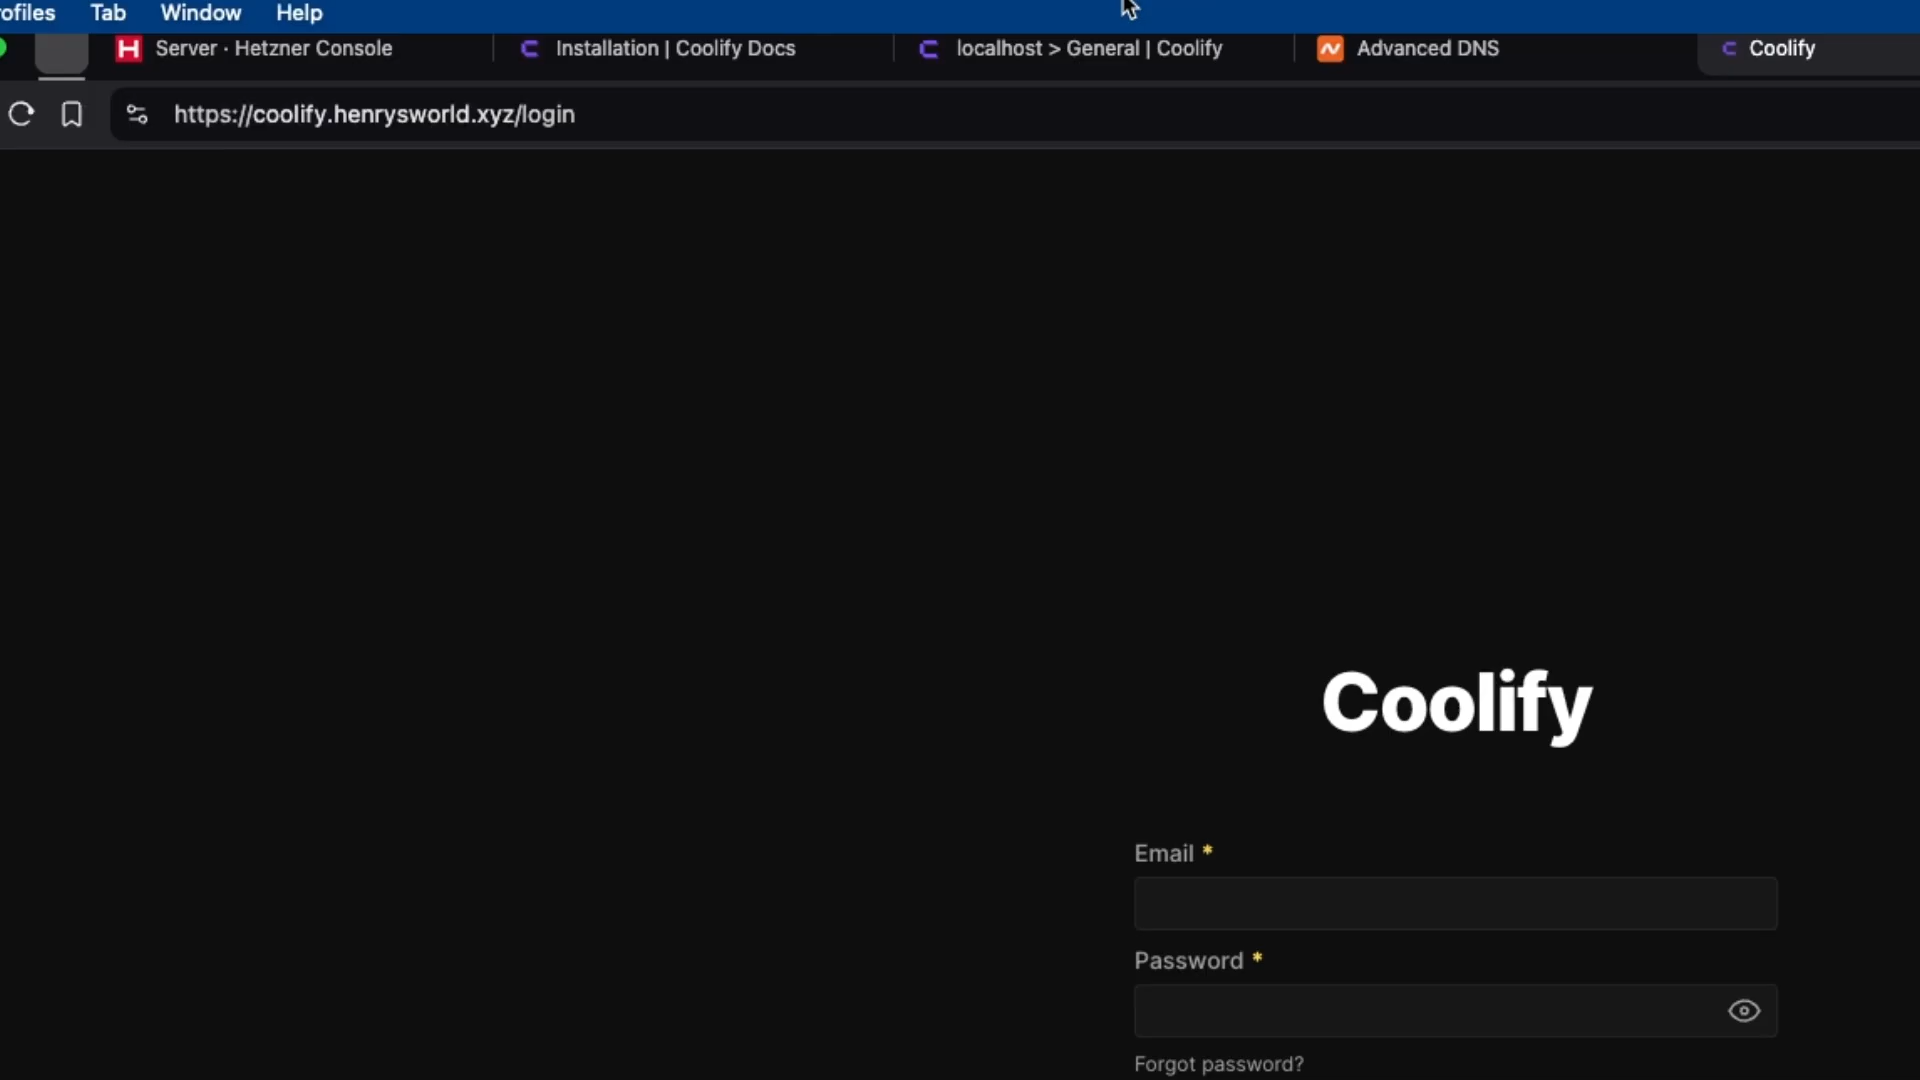 ofiles Tab Window Help
Server · Hetzner Console Installation | Coolify Docs localhost > General | Coolify Advanced DNS Coolify
https://coolify.henrysworld.xyz/login
Coolify
Email *
Password *
Forgot password?